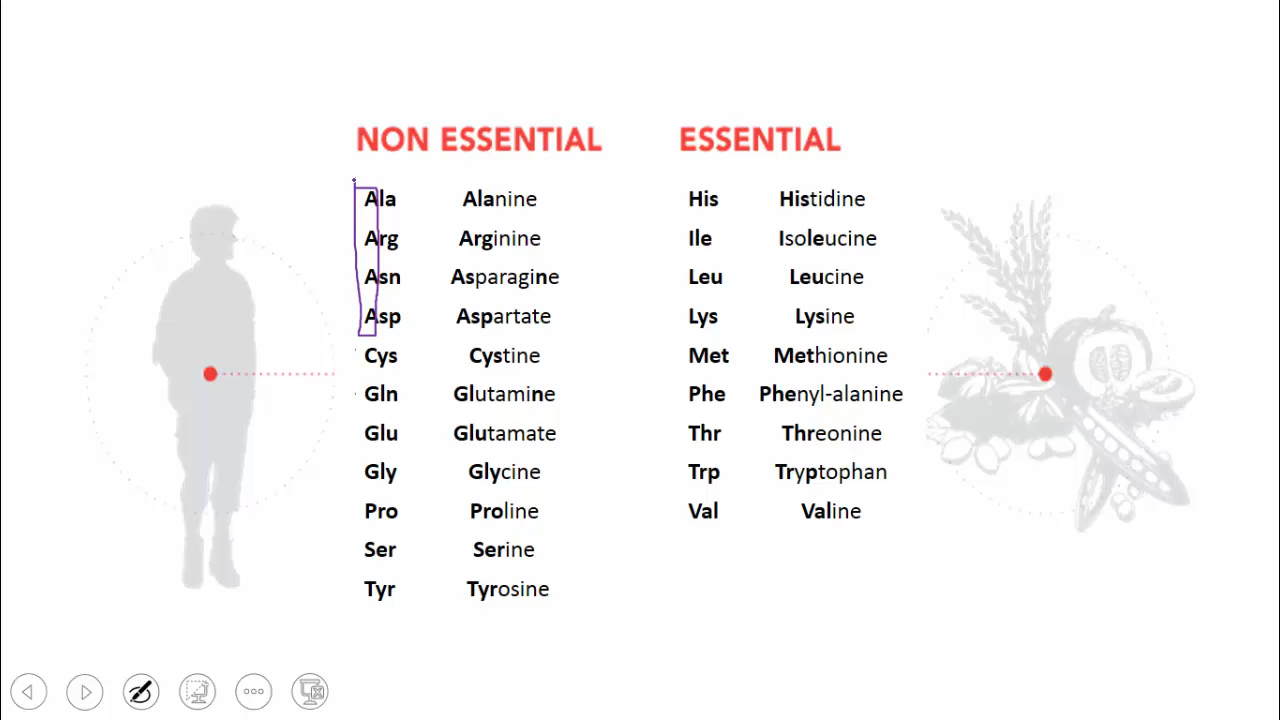 NON ESSENTIAL
Ala Alanine
Arg Arginine
Asn Asparagine
Asp Aspartate
Cys Cystine
Gln Glutamine
Glu Glutamate
Gly Glycine
Pro Proline
Ser Serine
Tyr Tyrosine
ESSENTIAL
His Histidine
Ile Isoleucine
Leu Leucine
Lys Lysine
Met Methionine
Phe Phenyl-alanine
Thr Threonine
Trp Tryptophan
Val Valine